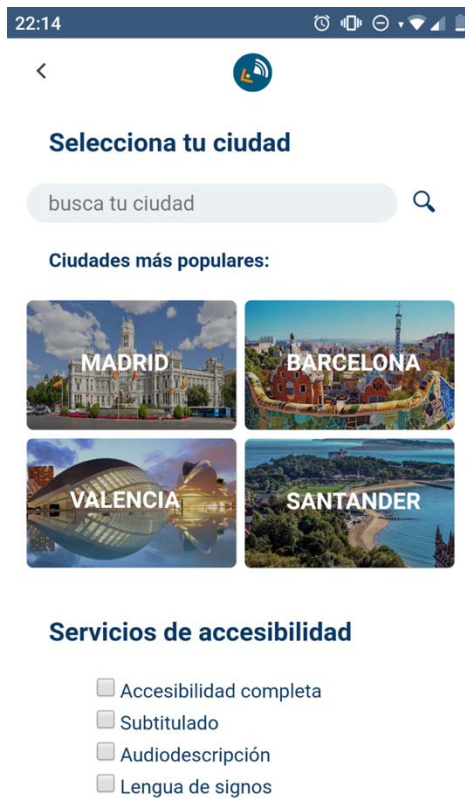 22:14
Selecciona tu ciudad
busca tu ciudad
Ciudades más populares:
MADRID
BARCELONA
VALENCIA
SANTANDER
Servicios de accesibilidad
Accesibilidad completa
Subtitulado
Audiodescripción
Lengua de signos